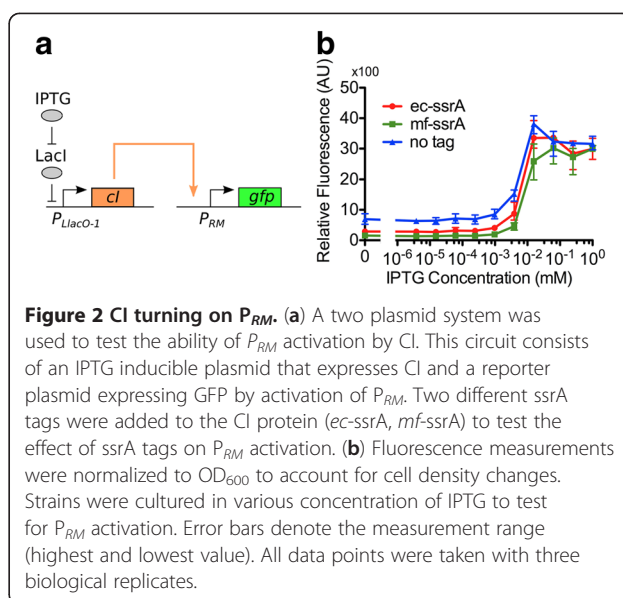 a
IPTG
LacI
cI
gfp
P_LlacO-1
P_RM
b
x100
Relative Fluorescence (AU)
50
40
30
20
10
0
ec-ssrA
mf-ssrA
no tag
0 10⁻⁶ 10⁻⁵ 10⁻⁴ 10⁻³ 10⁻² 10⁻¹ 10⁰
IPTG Concentration (mM)
Figure 2 CI turning on P_RM. (a) A two plasmid system was
used to test the ability of P_RM activation by CI. This circuit consists
of an IPTG inducible plasmid that expresses CI and a reporter
plasmid expressing GFP by activation of P_RM. Two different ssrA
tags were added to the CI protein (ec-ssrA, mf-ssrA) to test the
effect of ssrA tags on P_RM activation. (b) Fluorescence measurements
were normalized to OD₆₀₀ to account for cell density changes.
Strains were cultured in various concentration of IPTG to test
for P_RM activation. Error bars denote the measurement range
(highest and lowest value). All data points were taken with three
biological replicates.